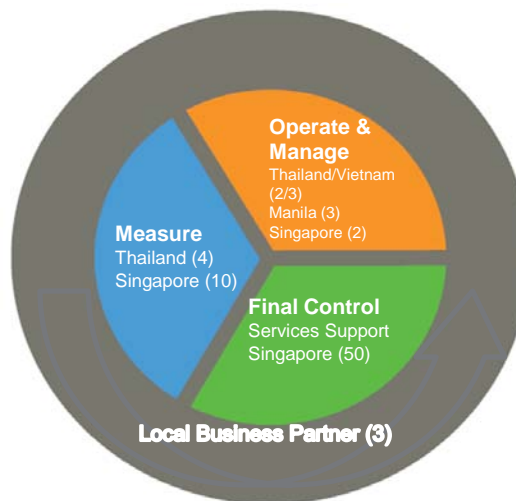 Operate &
Manage
Thailand/Vietnam
(2/3)
Manila (3)
Singapore (2)
Measure
Thailand (4)
Singapore (10)
Final Control
Services Support
Singapore (50)
Local Business Partner (3)